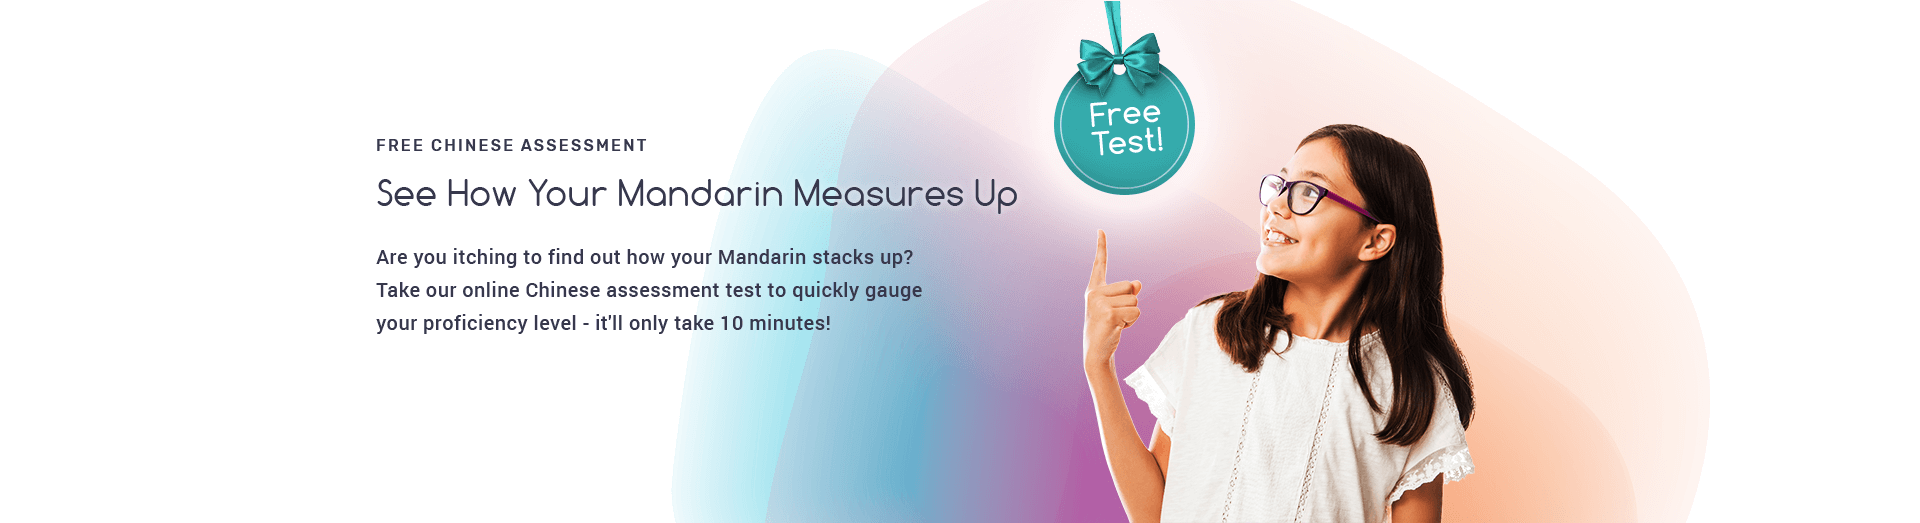 FREE CHINESE ASSESSMENT
See How Your Mandarin Measures Up
Are you itching to find out how your Mandarin stacks up?
Take our online Chinese assessment test to quickly gauge
your proficiency level - it'll only take 10 minutes!
Free
Test!